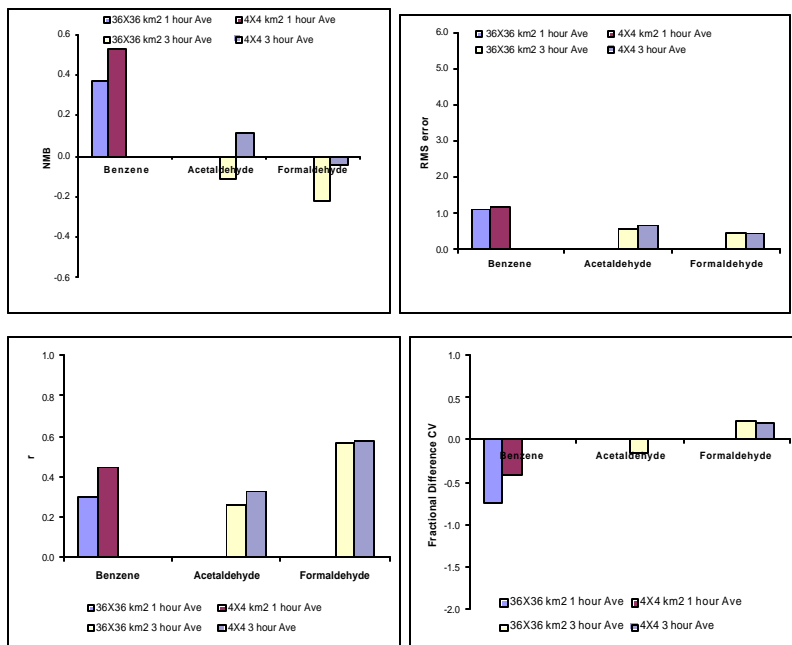 36X36 km2 1 hour Ave 4X4 km2 1 hour Ave
36X36 km2 3 hour Ave 4X4 3 hour Ave
0.6
0.4
0.2
0.0
-0.2
-0.4
-0.6
NMB
Benzene Acetaldehyde Formaldehyde
36X36 km2 1 hour Ave 4X4 km2 1 hour Ave
36X36 km2 3 hour Ave 4X4 3 hour Ave
6.0
5.0
4.0
3.0
2.0
1.0
0.0
RMS error
Benzene Acetaldehyde Formaldehyde
1.0
0.8
0.6
0.4
0.2
0.0
r
Benzene Acetaldehyde Formaldehyde
36X36 km2 1 hour Ave 4X4 km2 1 hour Ave
36X36 km2 3 hour Ave 4X4 3 hour Ave
1.0
0.5
0.0
-0.5
-1.0
-1.5
-2.0
Fractional Difference CV
Benzene Acetaldehyde Formaldehyde
36X36 km2 1 hour Ave 4X4 km2 1 hour Ave
36X36 km2 3 hour Ave 4X4 3 hour Ave